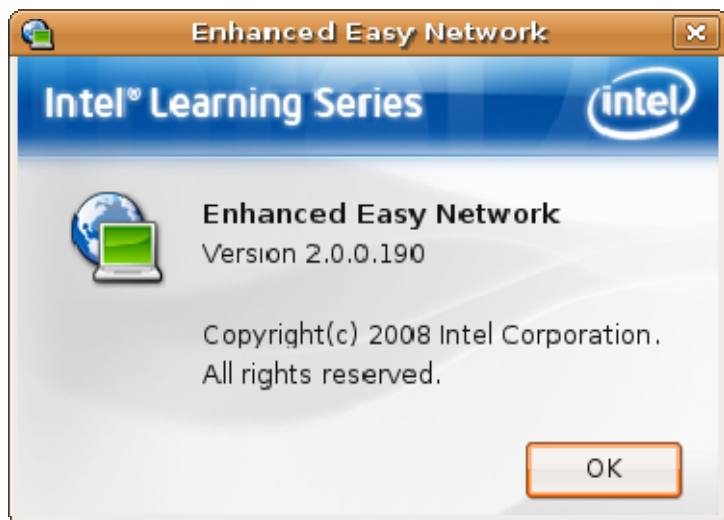 Enhanced Easy Network
Intel® Learning Series
intel
Enhanced Easy Network
Version 2.0.0.190
Copyright(c) 2008 Intel Corporation.
All rights reserved.
OK